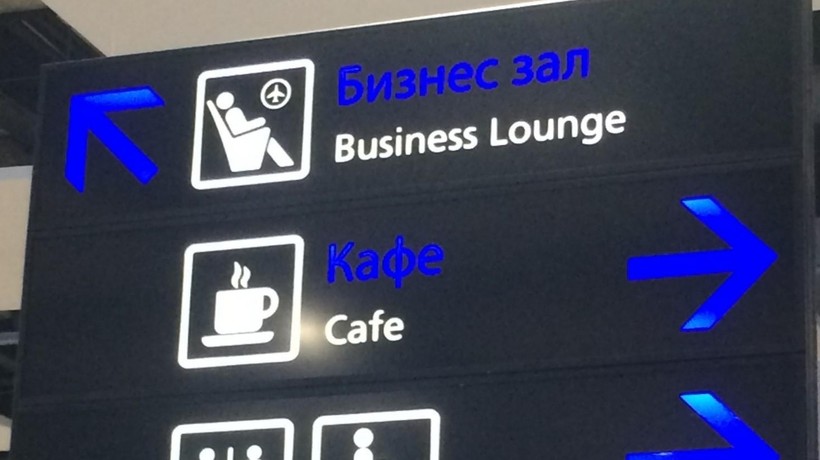 Бизнес зал
Business Lounge
Кафе
Cafe